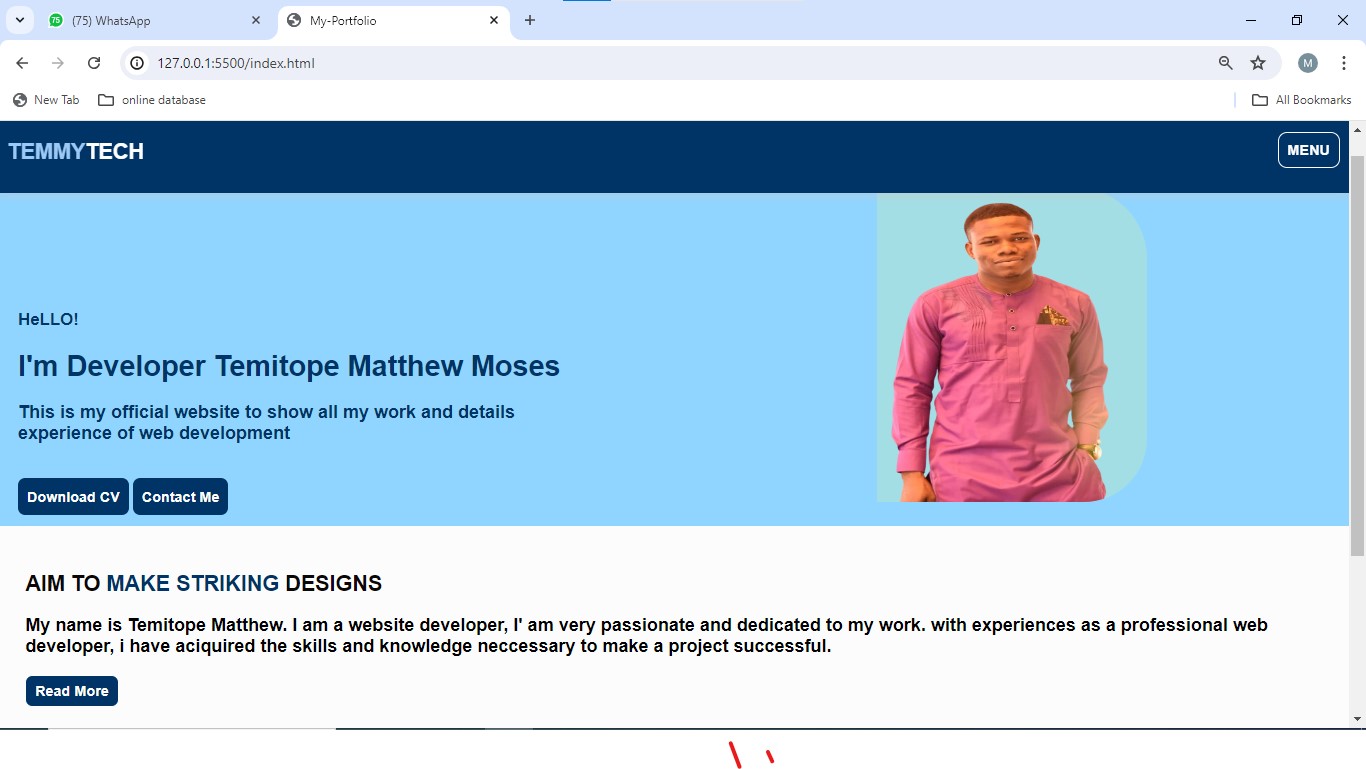 75 (75) WhatsApp
My-Portfolio
127.0.0.1:5500/index.html
M
New Tab
online database
All Bookmarks
TEMMYTECH
MENU
HeLLO!
I'm Developer Temitope Matthew Moses
This is my official website to show all my work and details
experience of web development
Download CV
Contact Me
AIM TO MAKE STRIKING DESIGNS
My name is Temitope Matthew. I am a website developer, I' am very passionate and dedicated to my work. with experiences as a professional web
developer, i have aciquired the skills and knowledge neccessary to make a project successful.
Read More